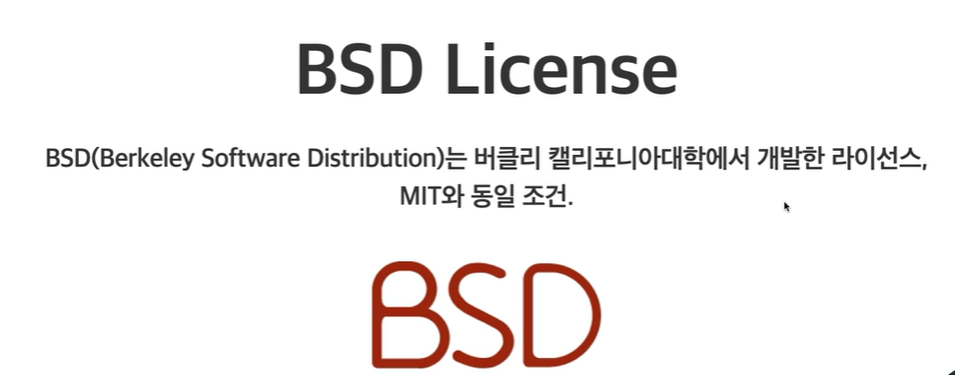 BSD License
BSD(Berkeley Software Distribution)는 버클리 캘리포니아대학에서 개발한 라이선스,
MIT와 동일 조건.
BSD